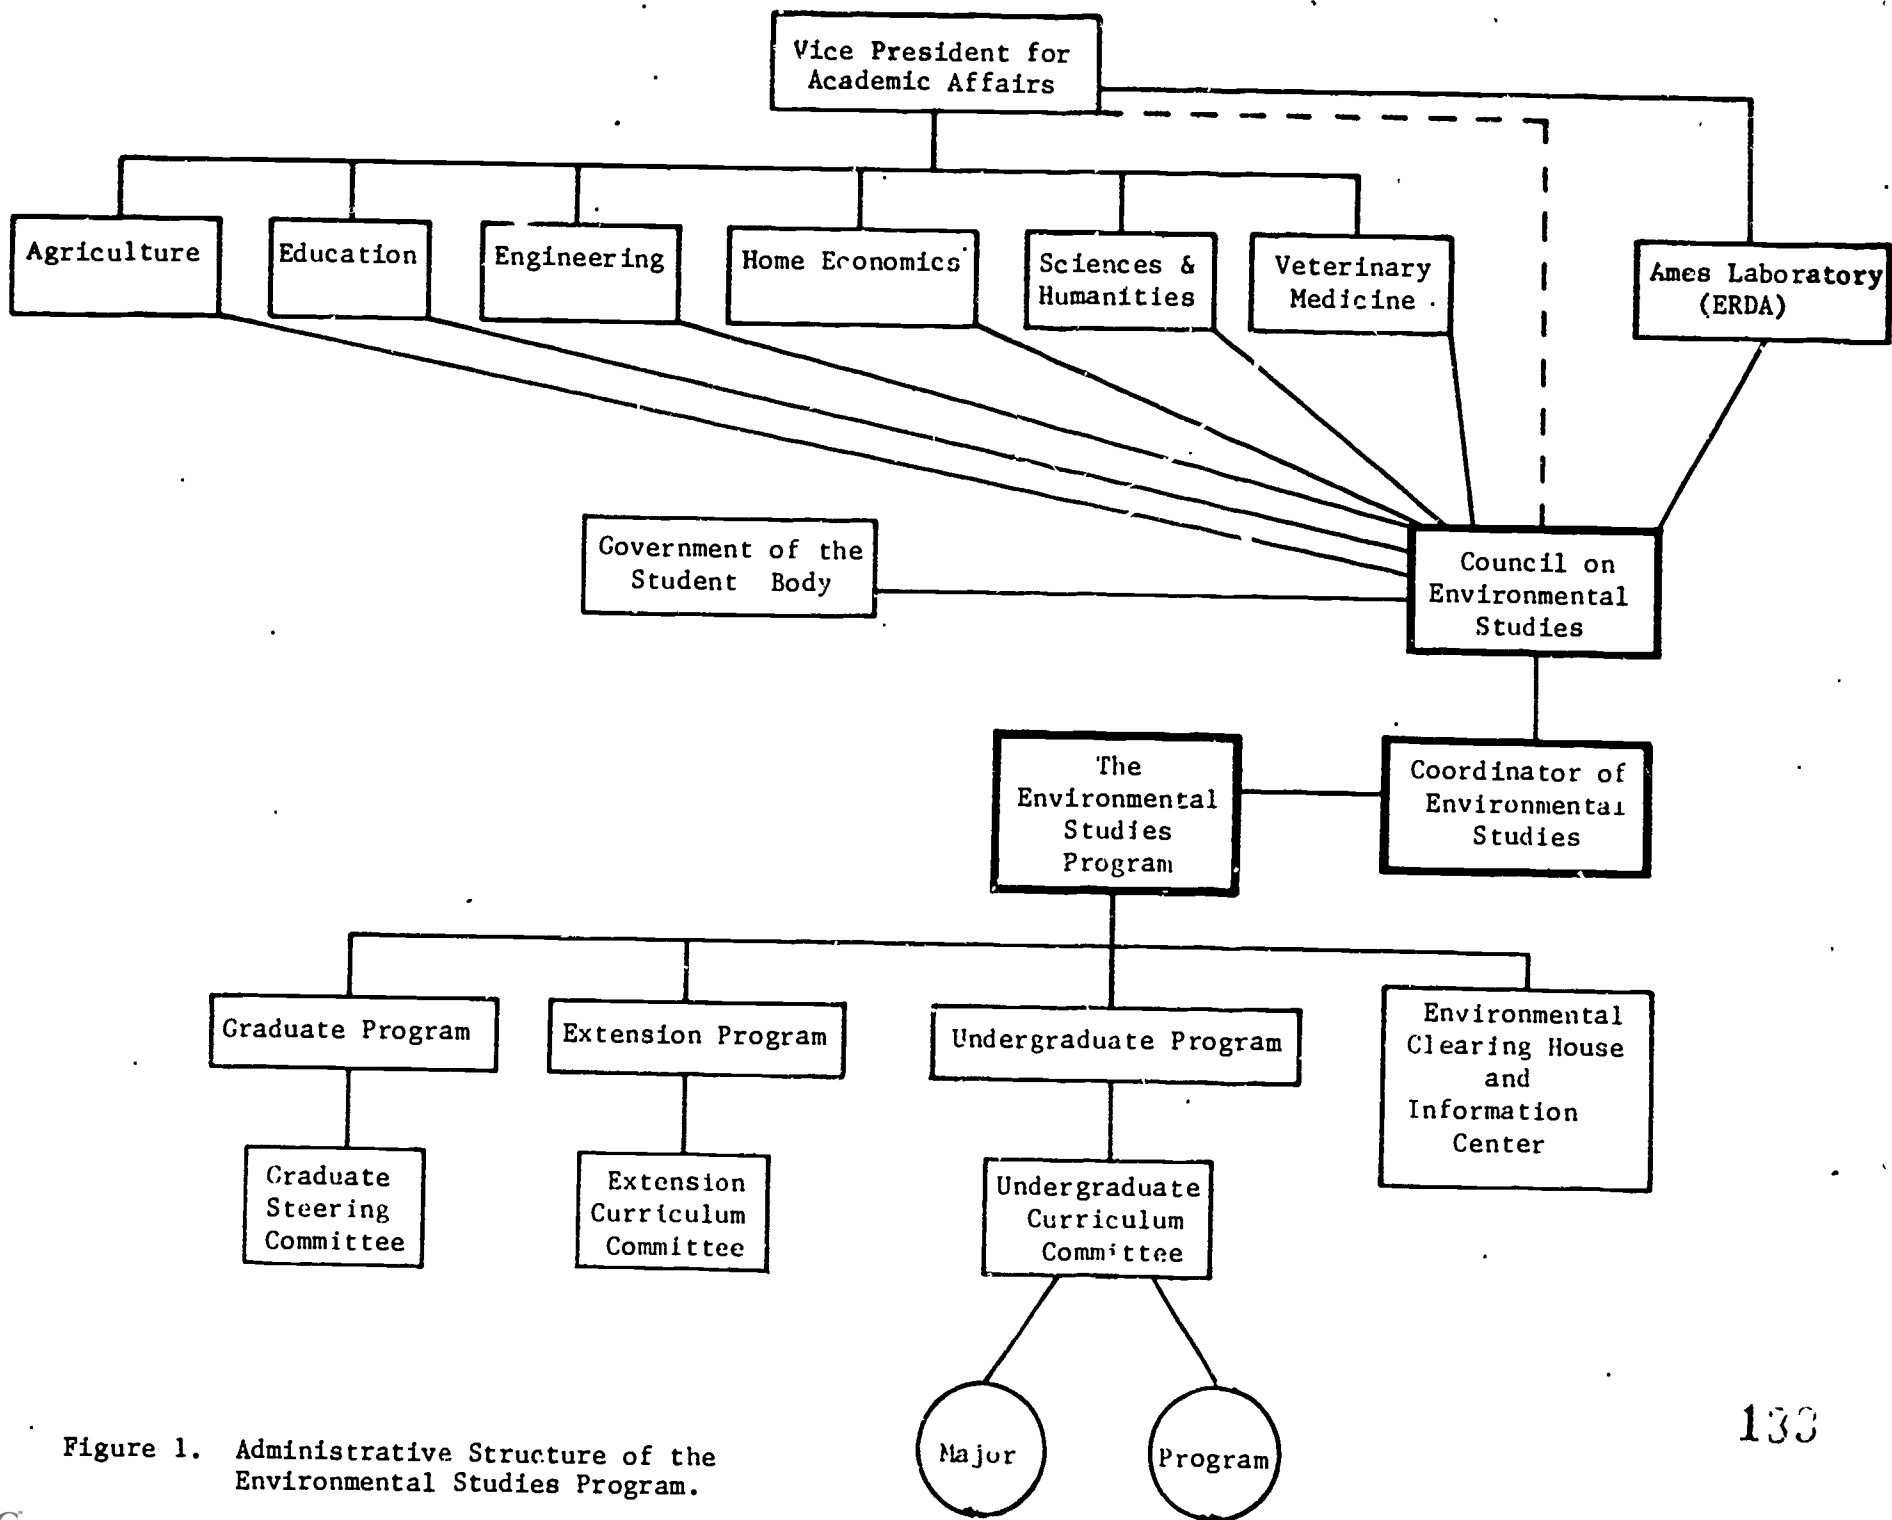 Vice President for
Academic Affairs
Agriculture
Education
Engineering
Home Economics
Sciences &
Humanities
Veterinary
Medicine
Ames Laboratory
(ERDA)
Government of the
Student Body
Council on
Environmental
Studies
The
Environmental
Studies
Program
Coordinator of
Environmental
Studies
Graduate Program
Extension Program
Undergraduate Program
Environmental
Clearing House
and
Information
Center
Graduate
Steering
Committee
Extension
Curriculum
Committee
Undergraduate
Curriculum
Committee
Major
Program
Figure 1. Administrative Structure of the
Environmental Studies Program.